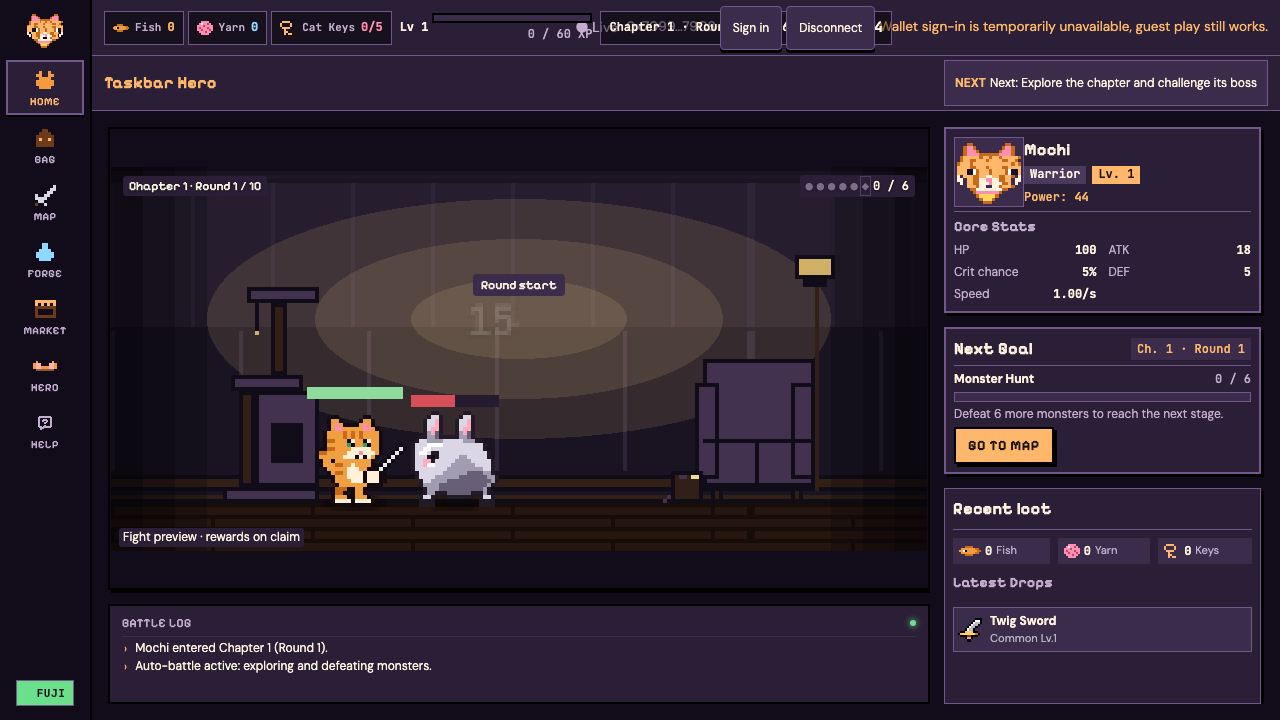 Fish 0
Yarn 0
Cat Keys 0/5
Lv 1
0 / 60 XP
Chapter 1 · Roun
Sign in
Disconnect
Wallet sign-in is temporarily unavailable, guest play still works.
HOME
BAG
MAP
FORGE
MARKET
HERO
HELP
FUJI
Taskbar Hero
NEXT Next: Explore the chapter and challenge its boss
Chapter 1 · Round 1 / 10
0 / 6
Round start
15
Fight preview · rewards on claim
BATTLE LOG
› Mochi entered Chapter 1 (Round 1).
› Auto-battle active: exploring and defeating monsters.
Mochi
Warrior Lv. 1
Power: 44
Core Stats
HP 100 ATK 18
Crit chance 5% DEF 5
Speed 1.00/s
Next Goal Ch. 1 · Round 1
Monster Hunt 0 / 6
Defeat 6 more monsters to reach the next stage.
GO TO MAP
Recent loot
0 Fish
0 Yarn
0 Keys
Latest Drops
Twig Sword
Common Lv.1